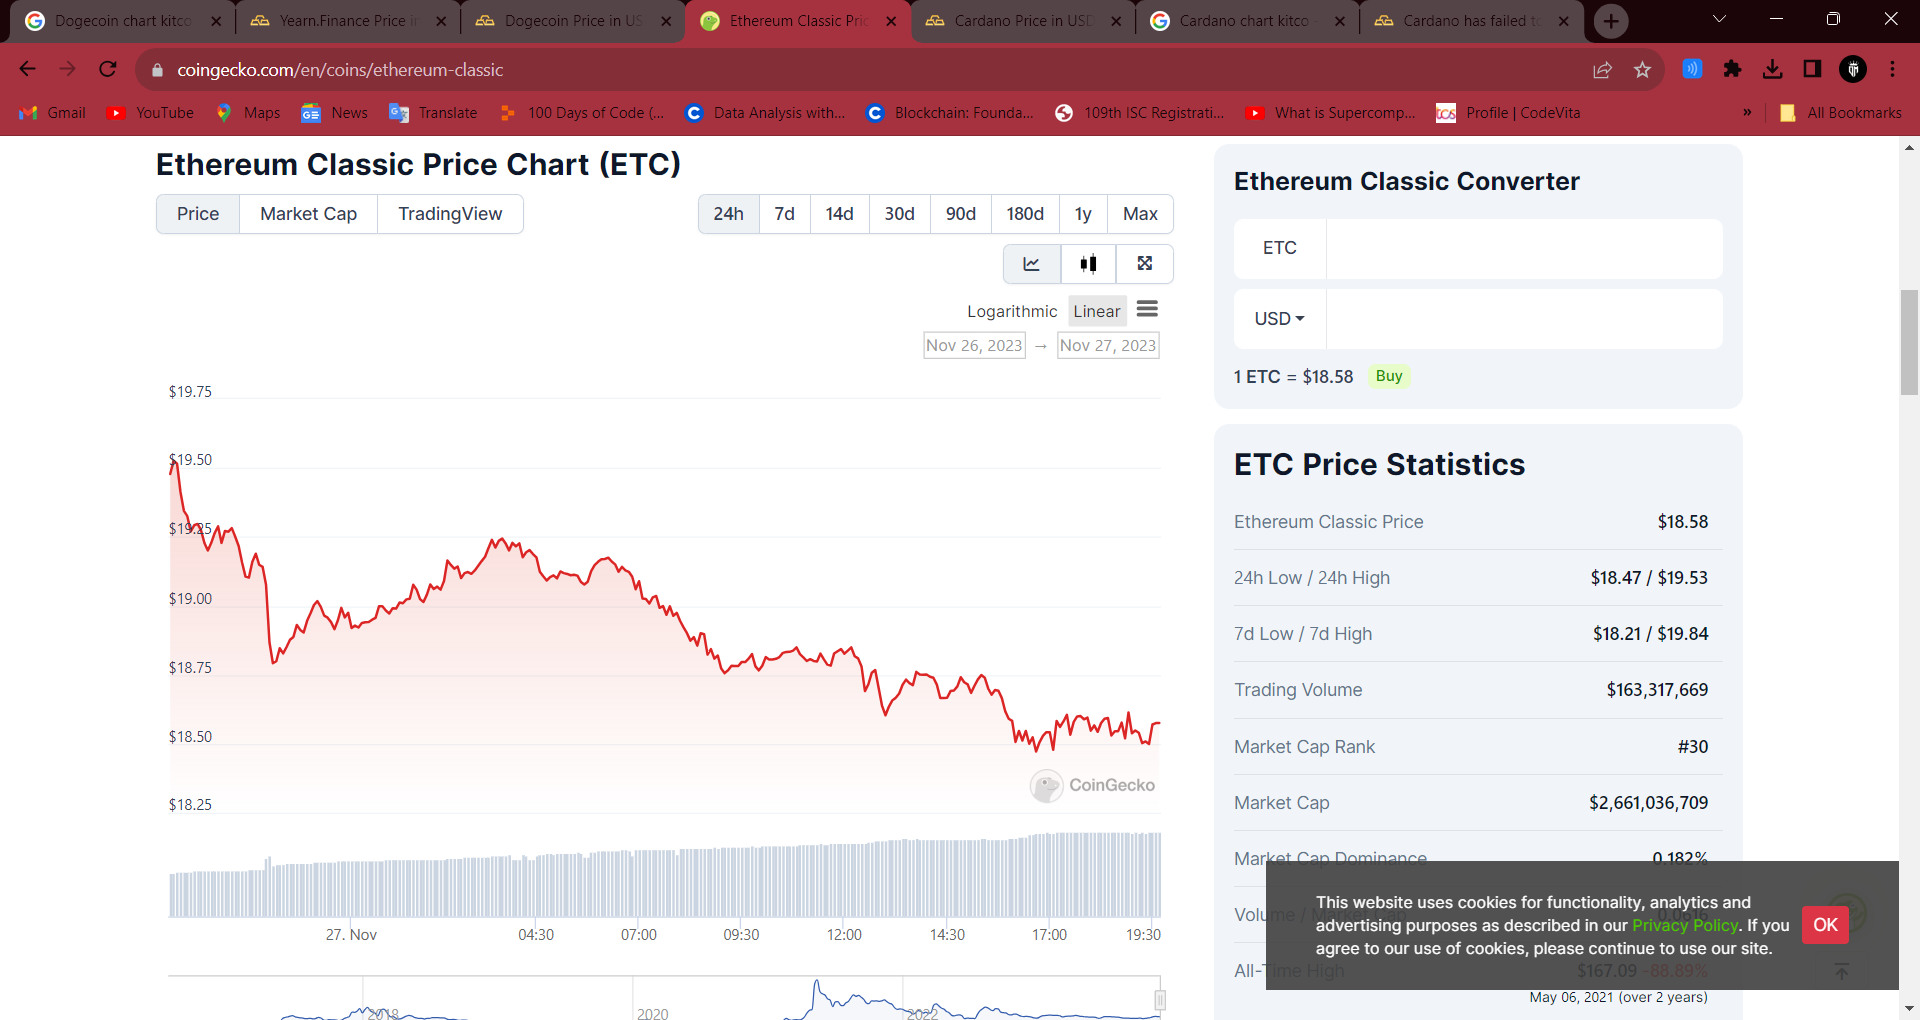 Dogecoin chart kitco
Yearn.Finance Price in
Dogecoin Price in US
Ethereum Classic Pric
Cardano Price in USD
Cardano chart kitco -
Cardano has failed to
coingecko.com/en/coins/ethereum-classic
Gmail
YouTube
Maps
News
Translate
100 Days of Code (...
Data Analysis with...
Blockchain: Founda...
109th ISC Registrati...
What is Supercomp...
tcs
Profile | CodeVita
»
All Bookmarks
Ethereum Classic Price Chart (ETC)
Price Market Cap TradingView
24h 7d 14d 30d 90d 180d 1y Max
Logarithmic Linear
Nov 26, 2023 → Nov 27, 2023
$19.75
$19.50
$19.25
$19.00
$18.75
$18.50
$18.25
CoinGecko
27. Nov 04:30 07:00 09:30 12:00 14:30 17:00 19:30
2018 2020 2022
Ethereum Classic Converter
ETC
USD
1 ETC = $18.58 Buy
ETC Price Statistics
Ethereum Classic Price $18.58
24h Low / 24h High $18.47 / $19.53
7d Low / 7d High $18.21 / $19.84
Trading Volume $163,317,669
Market Cap Rank #30
Market Cap $2,661,036,709
Market Cap Dominance 0.182%
Volume / Market Cap 0.0616
All-Time High $167.09 -88.89%
May 06, 2021 (over 2 years)
This website uses cookies for functionality, analytics and
advertising purposes as described in our Privacy Policy. If you
agree to our use of cookies, please continue to use our site.
OK